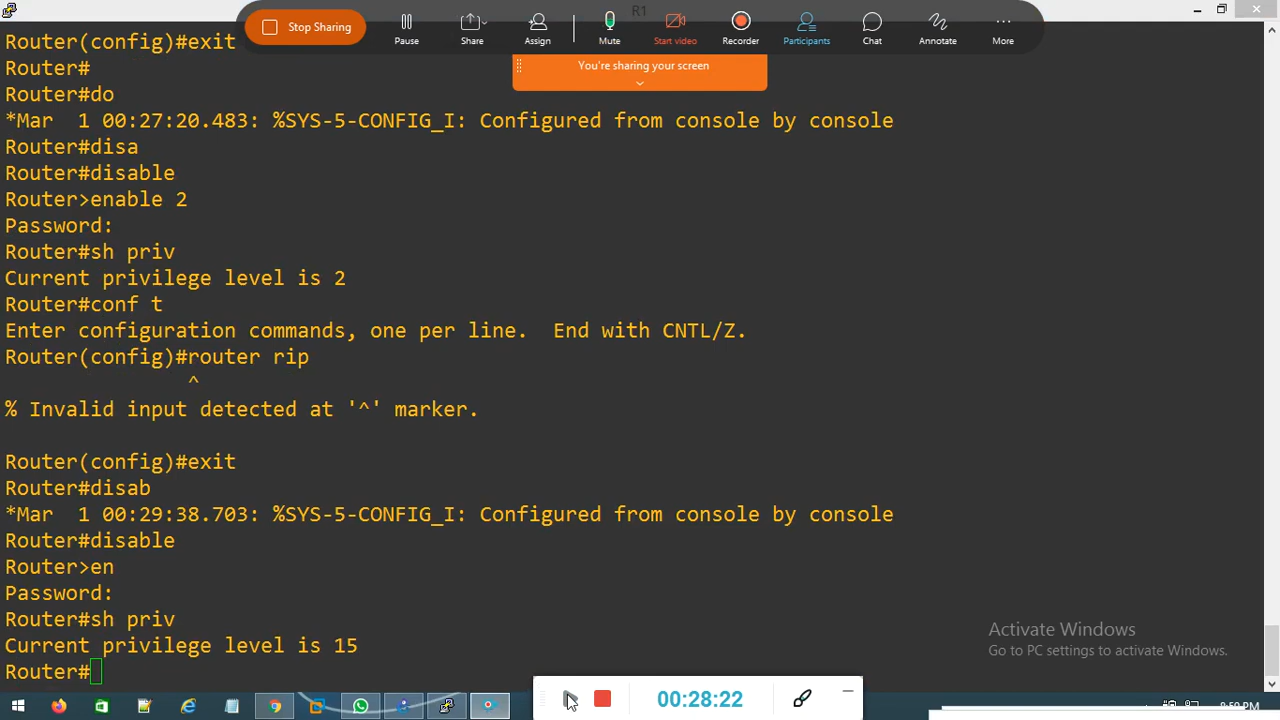 R1
Stop Sharing
Pause
Share
Assign
Mute
Start video
Recorder
Participants
Chat
Annotate
More
You're sharing your screen
Router(config)#exit
Router#
Router#do
*Mar  1 00:27:20.483: %SYS-5-CONFIG_I: Configured from console by console
Router#disa
Router#disable
Router>enable 2
Password:
Router#sh priv
Current privilege level is 2
Router#conf t
Enter configuration commands, one per line.  End with CNTL/Z.
Router(config)#router rip
^
% Invalid input detected at '^' marker.
Router(config)#exit
Router#disab
*Mar  1 00:29:38.703: %SYS-5-CONFIG_I: Configured from console by console
Router#disable
Router>en
Password:
Router#sh priv
Current privilege level is 15
Router#
Activate Windows
Go to PC settings to activate Windows.
00:28:22